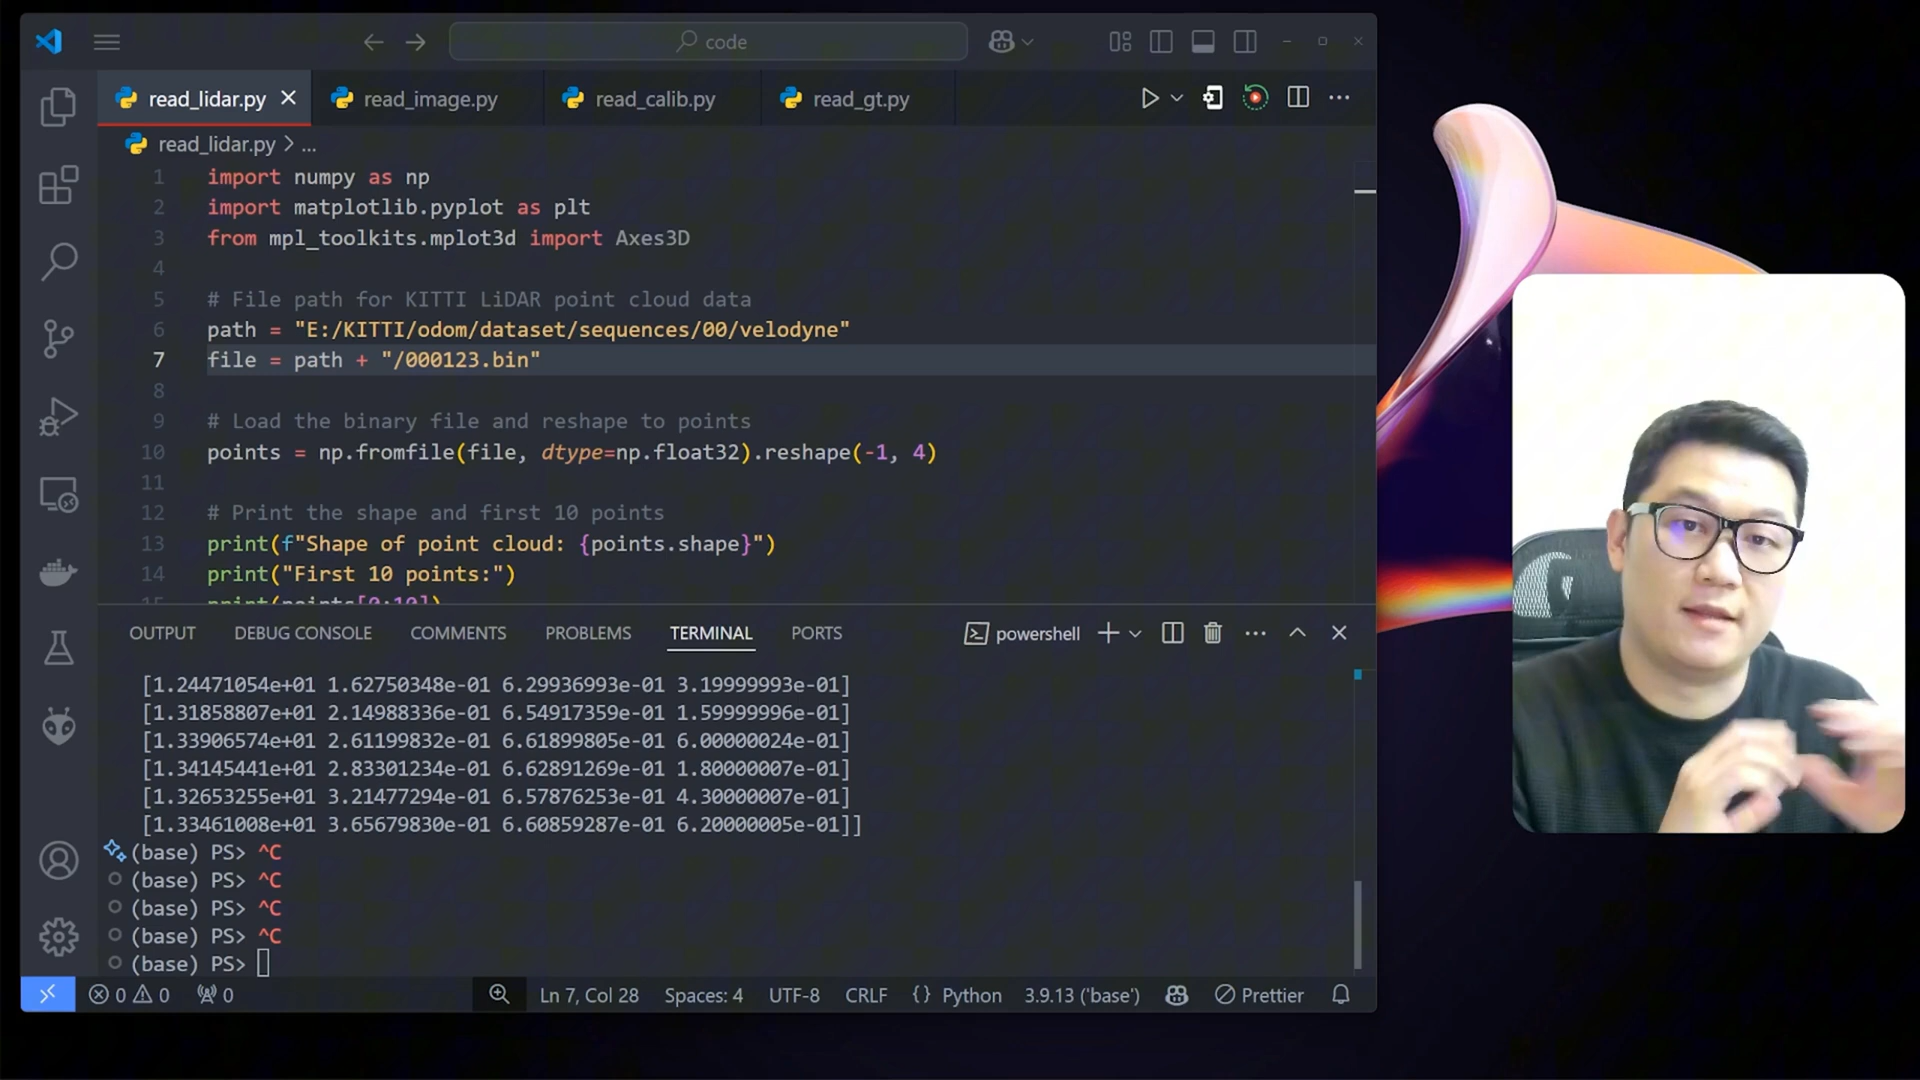 code
read_lidar.py
read_image.py
read_calib.py
read_gt.py
read_lidar.py > ...
1 import numpy as np
2 import matplotlib.pyplot as plt
3 from mpl_toolkits.mplot3d import Axes3D
4
5 # File path for KITTI LiDAR point cloud data
6 path = "E:/KITTI/odom/dataset/sequences/00/velodyne"
7 file = path + "/000123.bin"
8
9 # Load the binary file and reshape to points
10 points = np.fromfile(file, dtype=np.float32).reshape(-1, 4)
11
12 # Print the shape and first 10 points
13 print(f"Shape of point cloud: {points.shape}")
14 print("First 10 points:")
15 print(points[0:10])
OUTPUT DEBUG CONSOLE COMMENTS PROBLEMS TERMINAL PORTS powershell
[1.24471054e+01 1.62750348e-01 6.29936993e-01 3.19999993e-01]
[1.31858807e+01 2.14988336e-01 6.54917359e-01 1.59999996e-01]
[1.33906574e+01 2.61199832e-01 6.61899805e-01 6.00000024e-01]
[1.34145441e+01 2.83301234e-01 6.62891269e-01 1.80000007e-01]
[1.32653255e+01 3.21477294e-01 6.57876253e-01 4.30000007e-01]
[1.33461008e+01 3.65679830e-01 6.60859287e-01 6.20000005e-01]]
(base) PS> ^C
(base) PS> ^C
(base) PS> ^C
(base) PS> ^C
(base) PS>
0 0 0 Ln 7, Col 28 Spaces: 4 UTF-8 CRLF {} Python 3.9.13 ('base') Prettier